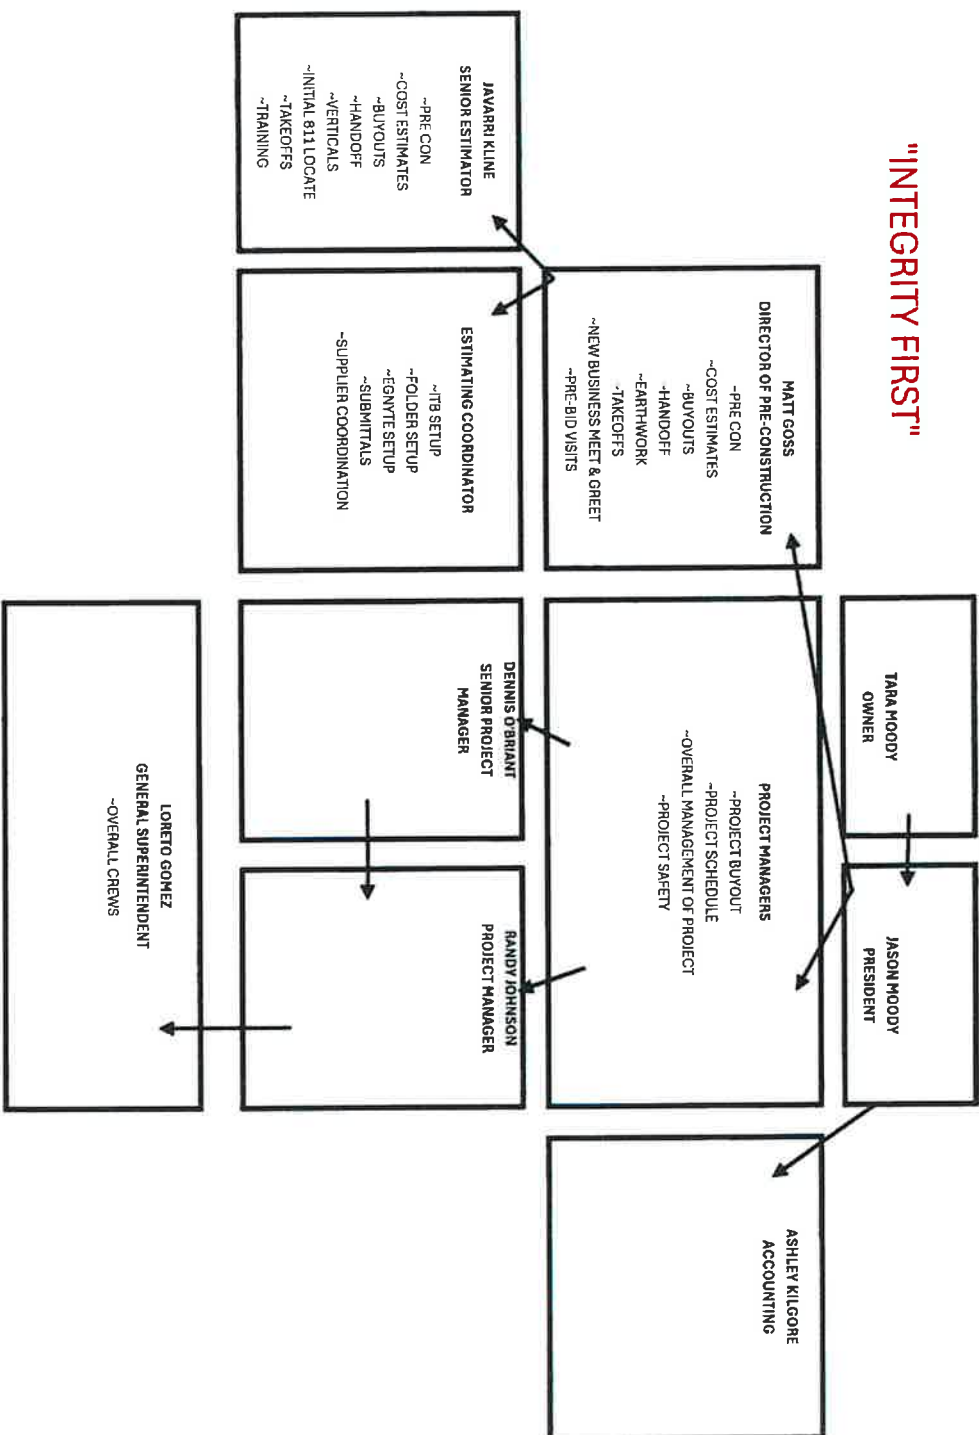 "INTEGRITY FIRST"
TARA MOODY
OWNER
JASON MOODY
PRESIDENT
MATT GOSS
DIRECTOR OF PRE-CONSTRUCTION
~PRE CON
~COST ESTIMATES
~BUYOUTS
~HANDOFF
~EARTHWORK
~TAKEOFFS
~NEW BUSINESS MEET & GREET
~PRE-BID VISITS
PROJECT MANAGERS
~PROJECT BUYOUT
~PROJECT SCHEDULE
~OVERALL MANAGEMENT OF PROJECT
~PROJECT SAFETY
ASHLEY KILGORE
ACCOUNTING
JAVARRI KLINE
SENIOR ESTIMATOR
~PRE CON
~COST ESTIMATES
~BUYOUTS
~HANDOFF
~VERTICALS
~INITIAL 811 LOCATE
~TAKEOFFS
~TRAINING
ESTIMATING COORDINATOR
~ITB SETUP
~FOLDER SETUP
~EGNYTE SETUP
~SUBMITTALS
~SUPPLIER COORDINATION
DENNIS O'BRIANT
SENIOR PROJECT
MANAGER
RANDY JOHNSON
PROJECT MANAGER
LORETO GOMEZ
GENERAL SUPERINTENDENT
~OVERALL CREWS